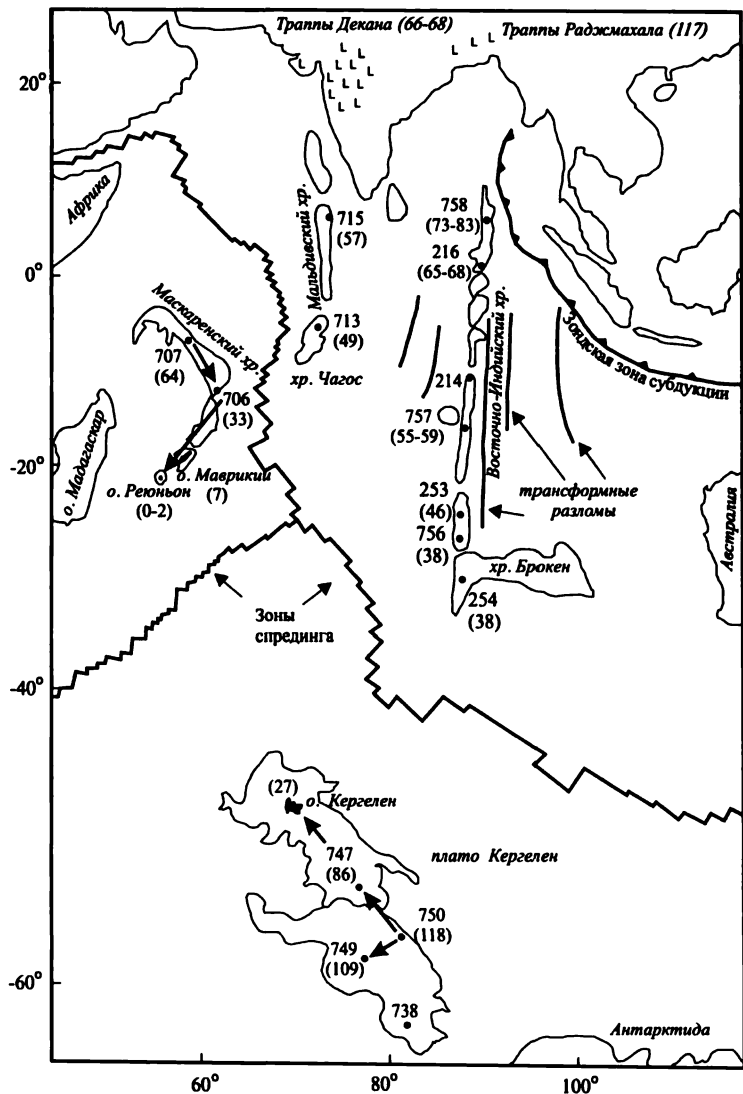 Траппы Декана (66-68)
Траппы Раджмахала (117)
L L L
L L L L
L L L L
L L L
L L
20°
Африка
Мальдивский хр.
715
(57)
758
(73-83)
216
(65-68)
0°
Маскаренский хр.
713
(49)
хр. Чагос
707
(64)
706
(33)
214
757
(55-59)
Восточно-Индийский хр.
Зондская зона субдукции
о. Мадагаскар
-20°
о. Маврикий
(7)
о. Реюньон
(0-2)
253
(46)
756
(38)
трансформные
разломы
Австралия
хр. Брокен
254
(38)
Зоны
спрединга
-40°
(27)
о. Кергелен
747
(86)
плато Кергелен
750
(118)
749
(109)
-60°
738
Антарктида
60°
80°
100°